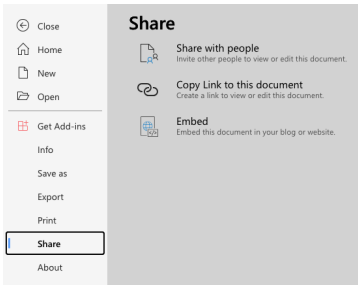 Close
Home
New
Open
Get Add-ins
Info
Save as
Export
Print
Share
About
Share
Share with people
Invite other people to view or edit this document.
Copy Link to this document
Create a link to view or edit this document.
Embed
Embed this document in your blog or website.